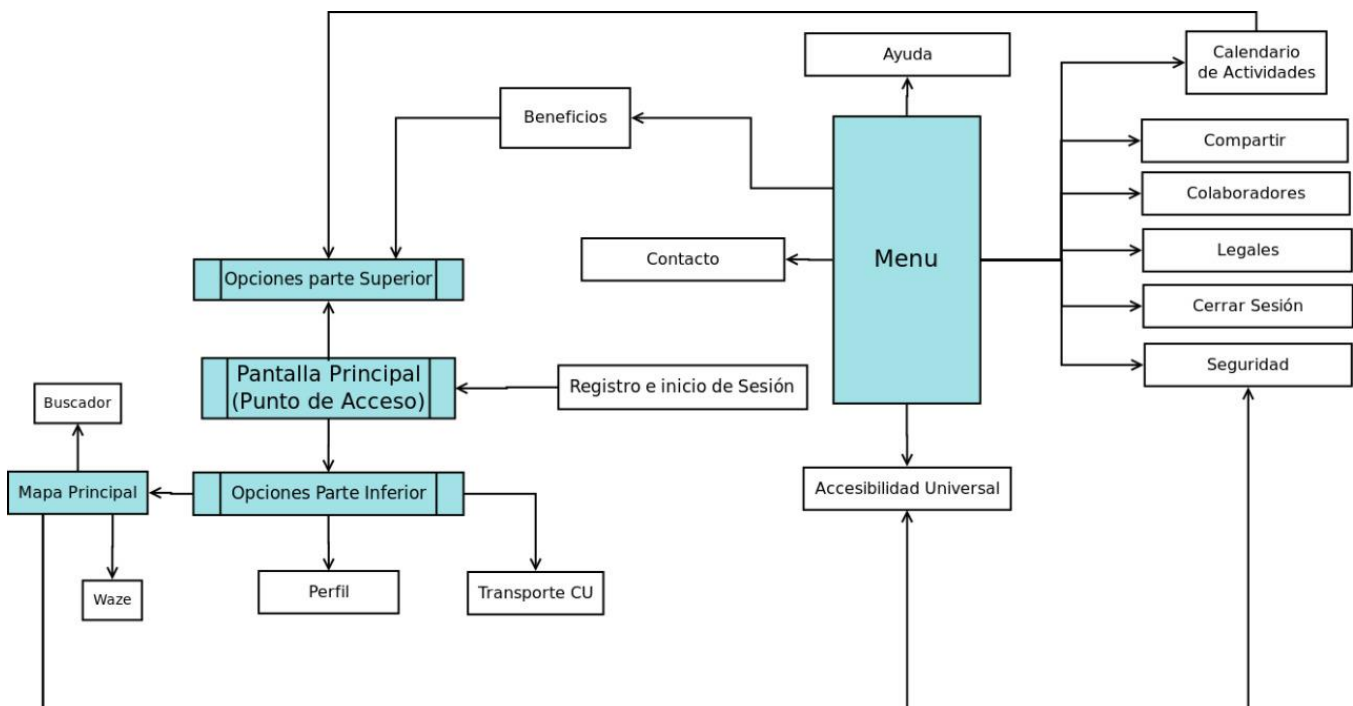 Ayuda
Calendario
de Actividades
Beneficios
Compartir
Colaboradores
Menu
Contacto
Legales
Opciones parte Superior
Cerrar Sesión
Pantalla Principal
(Punto de Acceso)
Registro e inicio de Sesión
Seguridad
Buscador
Mapa Principal
Opciones Parte Inferior
Accesibilidad Universal
Waze
Perfil
Transporte CU